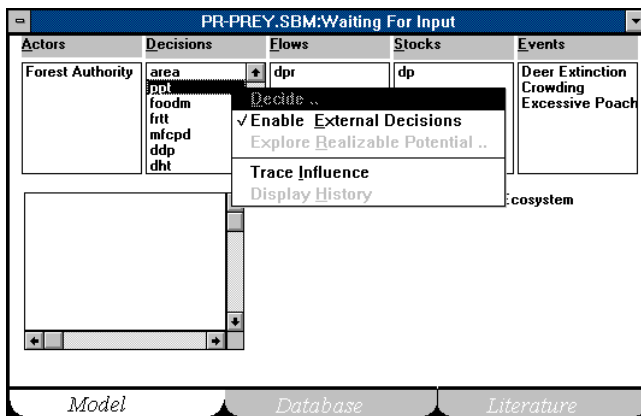 PR-PREY.SBM:Waiting For Input
Actors Decisions Flows Stocks Events
Forest Authority
area
ppt
foodm
frtt
mfcpd
ddp
dht
dpr
dp
Deer Extinction
Crowding
Excessive Poach
Decide ..
√ Enable External Decisions
Explore Realizable Potential ..
Trace Influence
Display History
Ecosystem
Model Database Literature